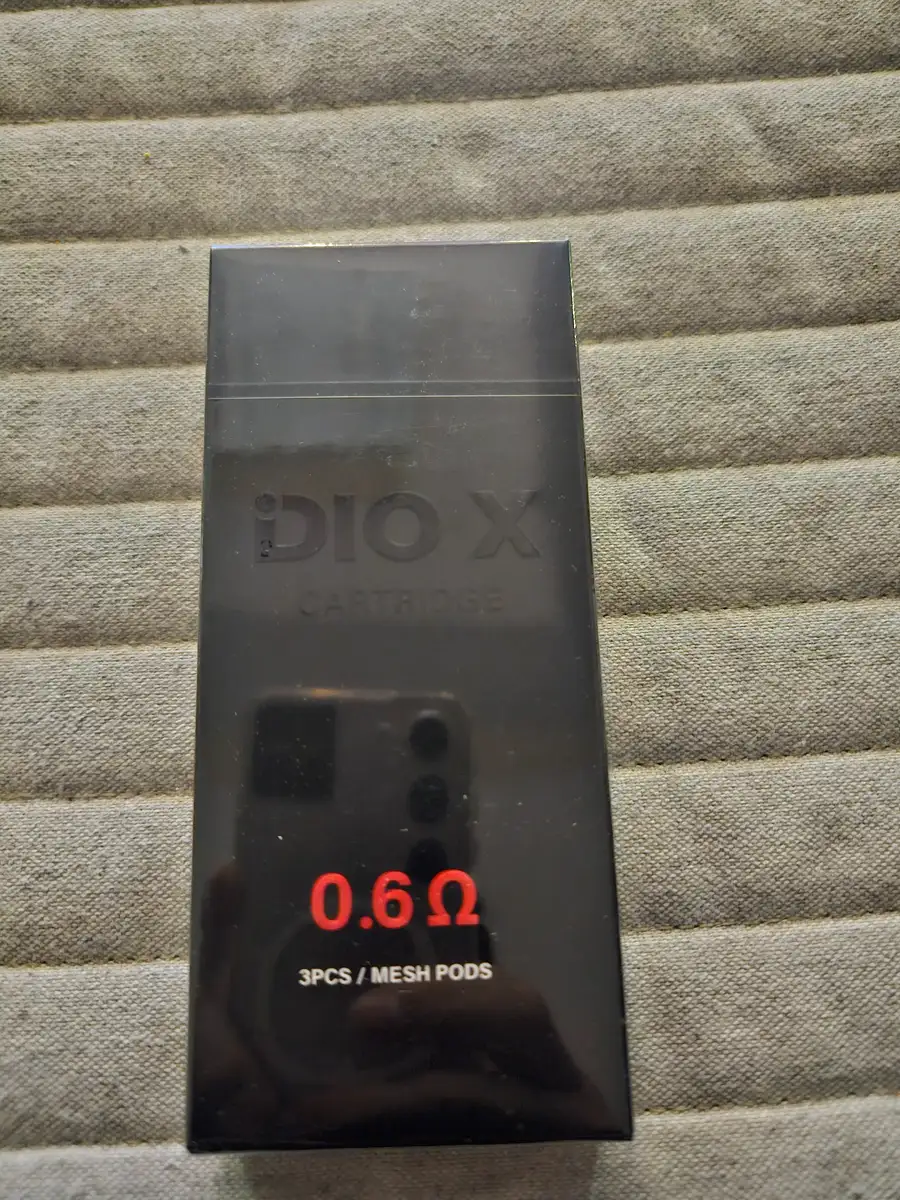 iDIO X
CARTRIDGE
0.6 Ω
3PCS / MESH PODS